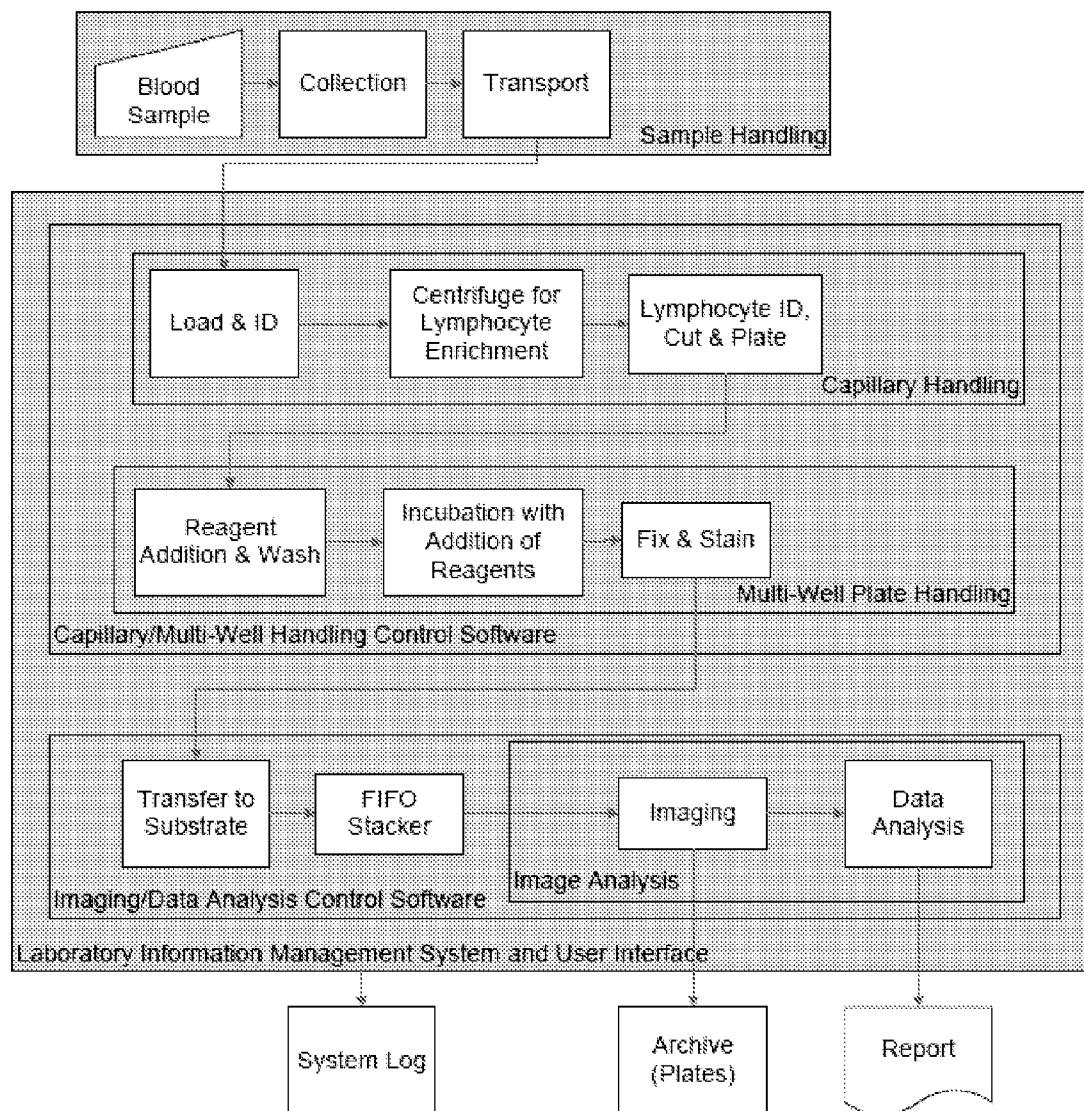 Blood
Sample
Collection
Transport
Sample Handling
Load & ID
Centrifuge for
Lymphocyte
Enrichment
Lymphocyte ID,
Cut & Plate
Capillary Handling
Reagent
Addition & Wash
Incubation with
Addition of
Reagents
Fix & Stain
Multi-Well Plate Handling
Capillary/Multi-Well Handling Control Software
Transfer to
Substrate
FIFO
Stacker
Imaging
Data
Analysis
Image Analysis
Imaging/Data Analysis Control Software
Laboratory Information Management System and User Interface
System Log
Archive
(Plates)
Report